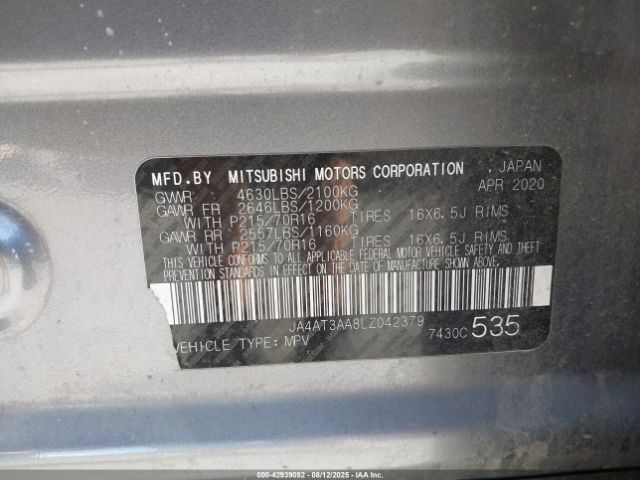 MFD.BY MITSUBISHI MOTORS CORPORATION , JAPAN
GVWR 4630LBS/2100KG APR 2020
GAWR FR 2646LBS/1200KG
WITH P215/70R16 TIRES 16X6.5J RIMS
GAWR RR 2557LBS/1160KG
WITH P215/70R16 TIRES 16X6.5J RIMS
THIS VEHICLE CONFORMS TO ALL APPLICABLE FEDERAL MOTOR VEHICLE SAFETY AND THEFT
PREVENTION STANDARDS IN EFFECT ON THE DATE OF MANUFACTURE SHOWN ABOVE.
JA4AT3AA8LZ042379
VEHICLE TYPE: MPV 7430C 535
000-42939092 - 08/12/2025 - IAAI.com